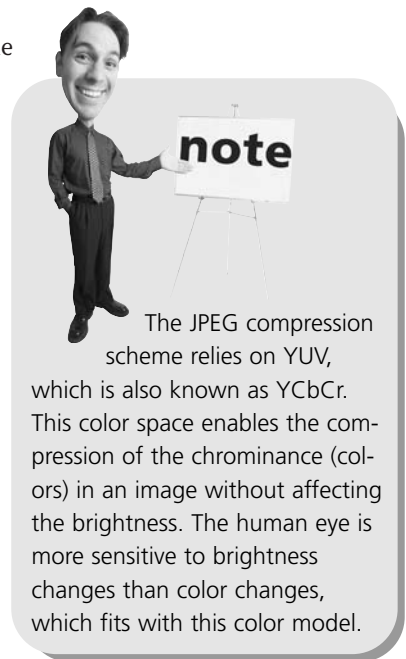 e
note
The JPEG compression
scheme relies on YUV,
which is also known as YCbCr.
This color space enables the com-
pression of the chrominance (col-
ors) in an image without affecting
the brightness. The human eye is
more sensitive to brightness
changes than color changes,
which fits with this color model.